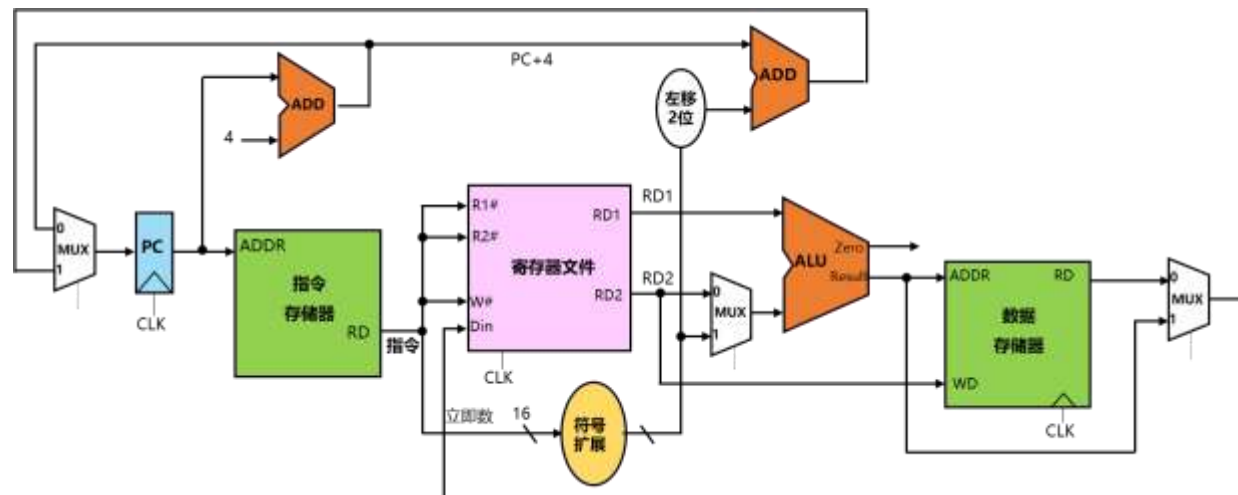 PC+4
ADD
ADD
左移
2位
4
0
MUX
1
PC
CLK
ADDR
指令
存储器
RD
指令
R1#
R2#
W#
Din
寄存器文件
RD1
RD2
CLK
RD1
RD2
0
MUX
1
ALU
Zero
Result
ADDR
RD
数据
存储器
WD
CLK
0
MUX
1
立即数
16
符号
扩展